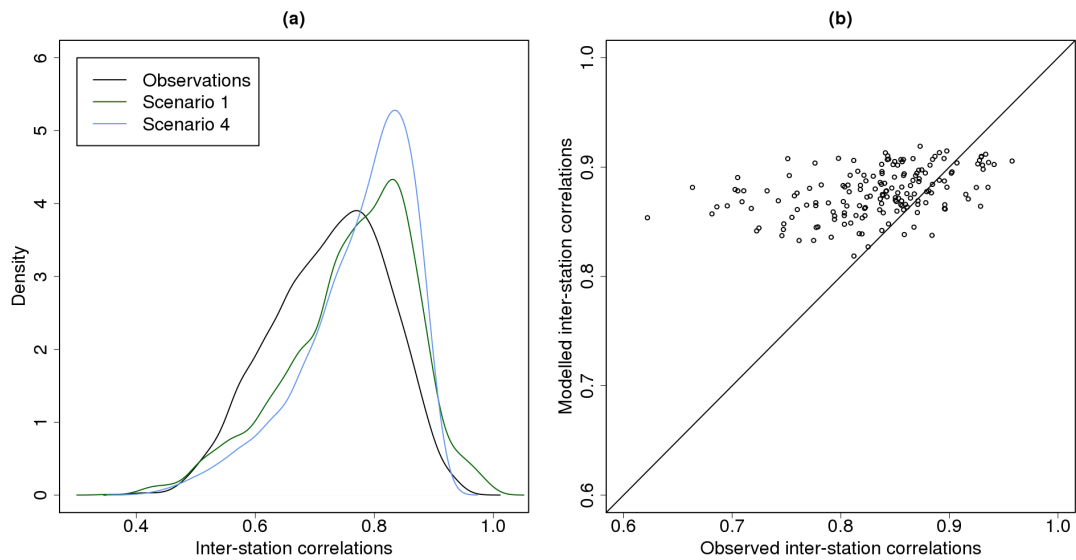 (a)
Observations
Scenario 1
Scenario 4
Density
0
1
2
3
4
5
6
0.4
0.6
0.8
1.0
Inter-station correlations
(b)
Modelled inter-station correlations
0.6
0.7
0.8
0.9
1.0
0.6
0.7
0.8
0.9
1.0
Observed inter-station correlations